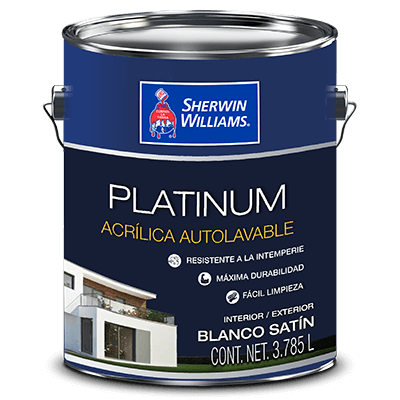 SHERWIN
WILLIAMS.
PLATINUM
ACRÍLICA AUTOLAVABLE
RESISTENTE A LA INTEMPERIE
MÁXIMA DURABILIDAD
FÁCIL LIMPIEZA
INTERIOR / EXTERIOR
BLANCO SATÍN
CONT. NET. 3.785 L